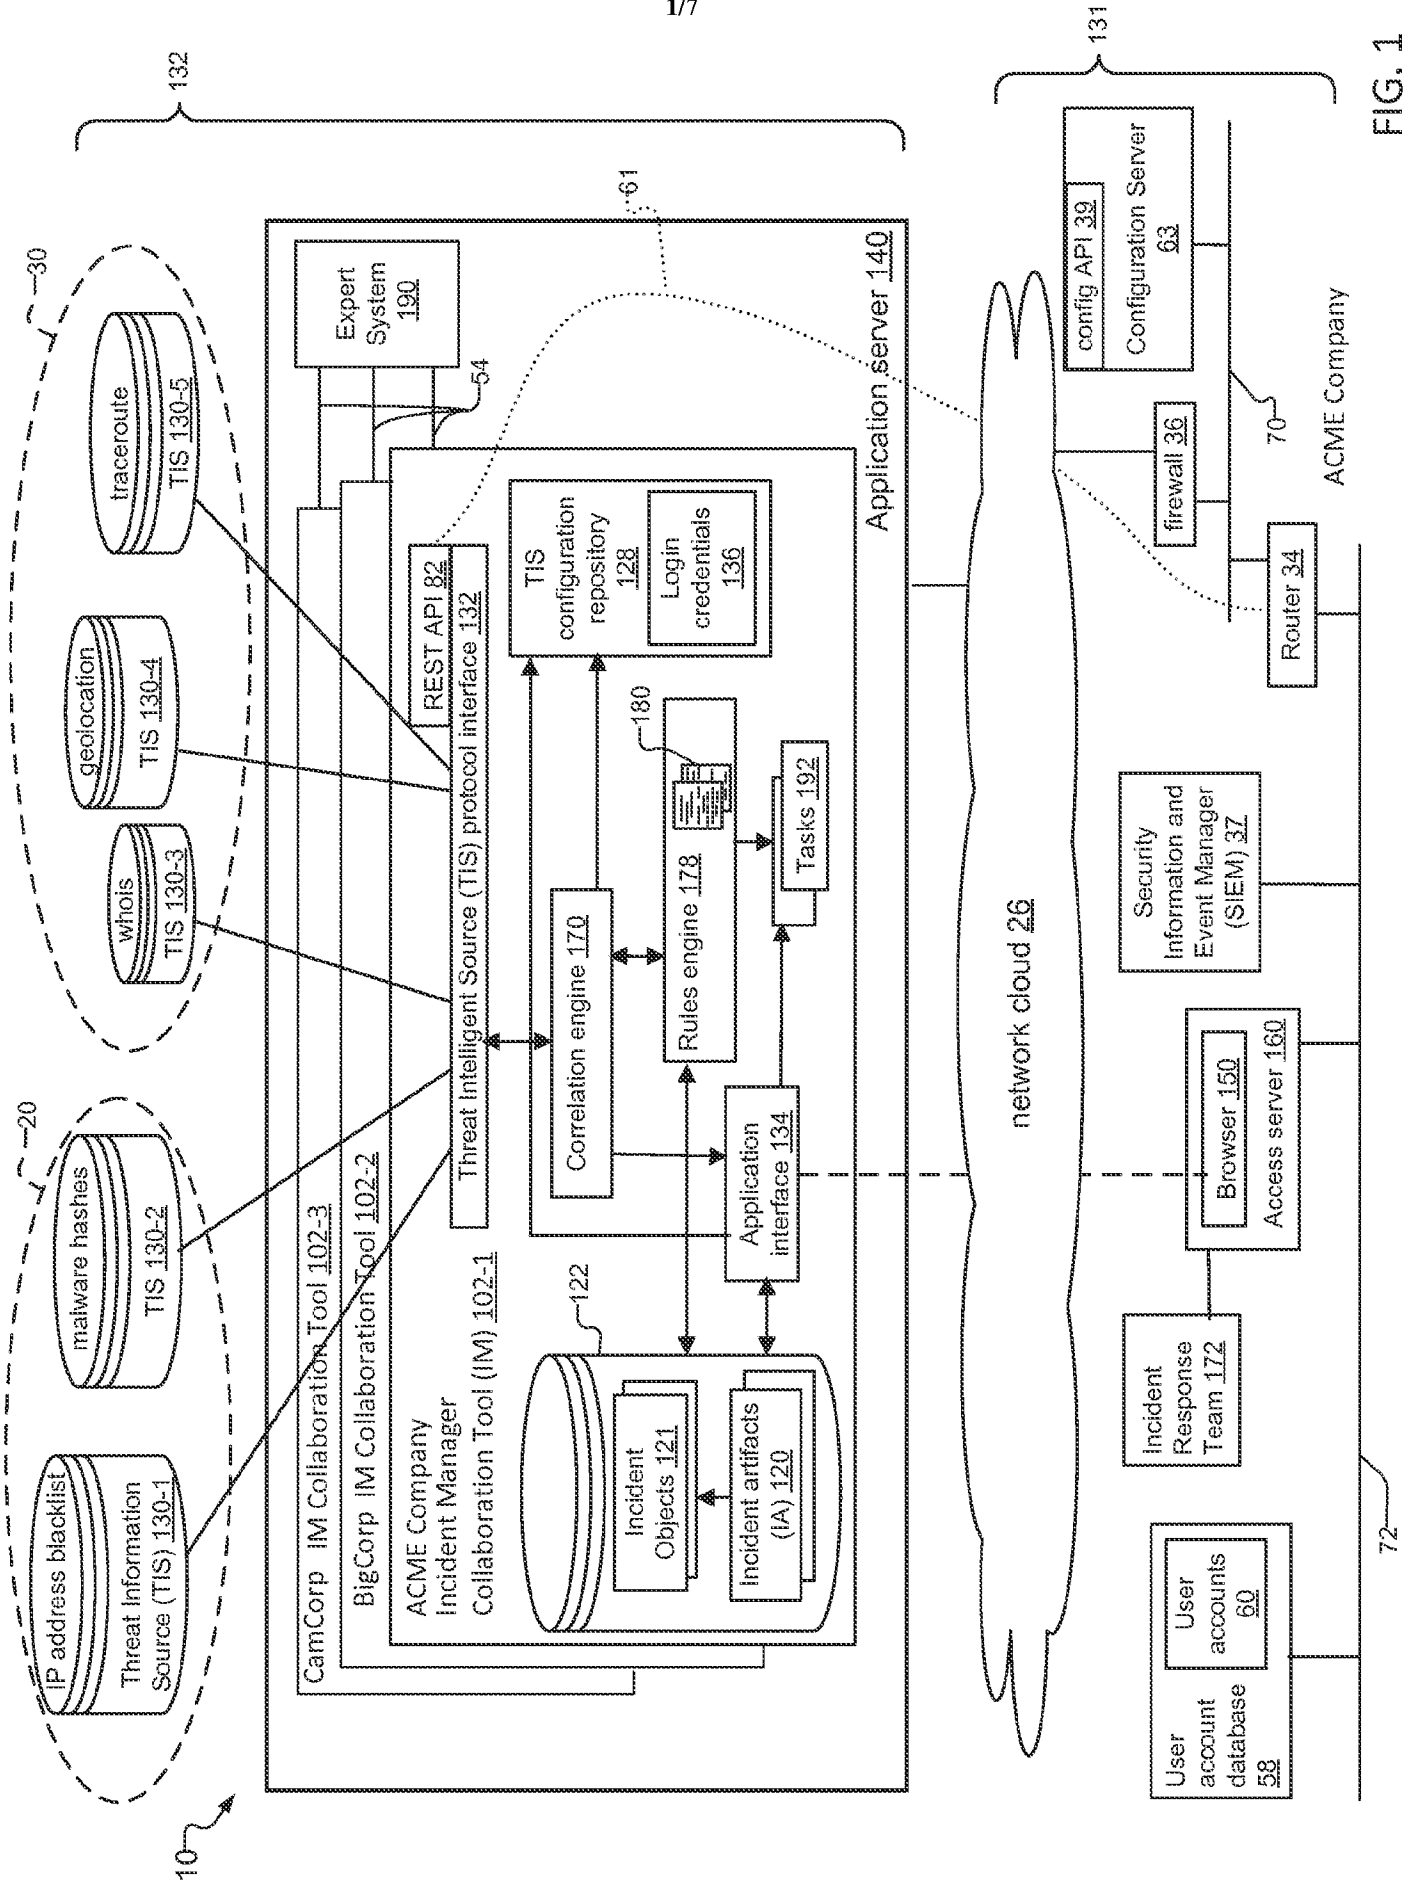 1/7
10
20
30
IP address blacklist
Threat Information
Source (TIS) 130-1
malware hashes
TIS 130-2
whois
TIS 130-3
geolocation
TIS 130-4
traceroute
TIS 130-5
132
CamCorp IM Collaboration Tool 102-3
BigCorp IM Collaboration Tool 102-2
ACME Company
Incident Manager
Collaboration Tool (IM) 102-1
Expert
System
190
54
61
REST API 82
Threat Intelligent Source (TIS) protocol interface 132
TIS
configuration
repository
128
Login
credentials
136
Correlation engine 170
Rules engine 178
180
Tasks 192
Application
interface 134
122
Incident
Objects 121
Incident artifacts
(IA) 120
Application server 140
network cloud 26
131
config API 39
Configuration Server
63
firewall 36
70
Router 34
ACME Company
Security
Information and
Event Manager
(SIEM) 37
Browser 150
Access server 160
Incident
Response
Team 172
User
accounts
60
User
account
database
58
72
FIG. 1